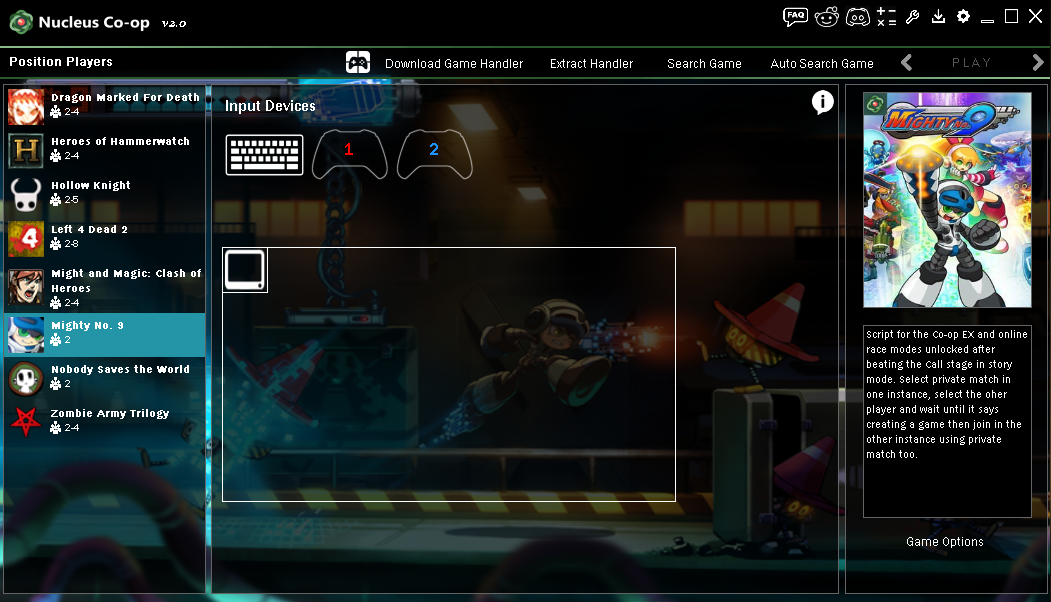 Nucleus Co-op v2.0
FAQ
Position Players
Download Game Handler
Extract Handler
Search Game
Auto Search Game
PLAY
Dragon Marked For Death
2-4
Heroes of Hammerwatch
2-4
Hollow Knight
2-5
Left 4 Dead 2
2-8
Might and Magic: Clash of
Heroes
2-4
Mighty No. 9
2
Nobody Saves the World
2
Zombie Army Trilogy
2-4
Input Devices
1
2
MIGHTY No. 9
Script for the Co-op EX and online
race modes unlocked after
beating the Call stage in story
mode. Select private match in
one instance, select the oher
player and wait until it says
creating a game then join in the
other instance using private
match too.
Game Options